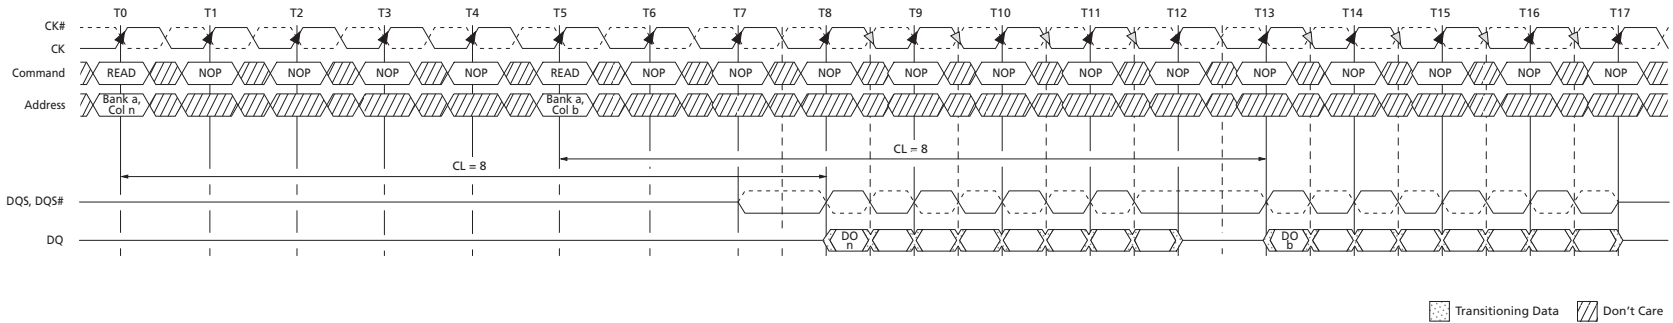 T0 T1 T2 T3 T4 T5 T6 T7 T8 T9 T10 T11 T12 T13 T14 T15 T16 T17
CK#
CK
Command READ NOP NOP NOP NOP READ NOP NOP NOP NOP NOP NOP NOP NOP NOP NOP NOP NOP
Address Bank a, Col n Bank a, Col b
CL = 8
CL = 8
DQS, DQS#
DQ DO n DO b
Transitioning Data Don't Care